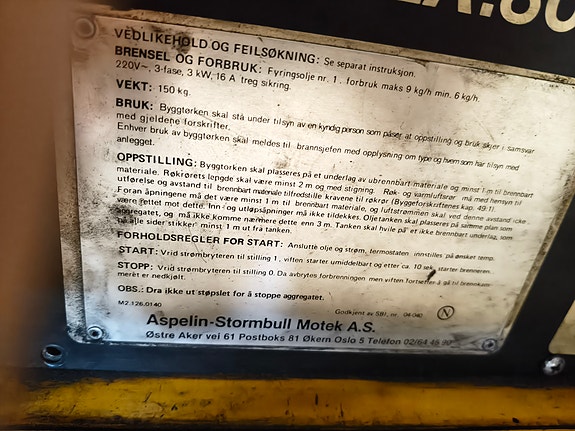 VEDLIKEHOLD OG FEILSØKNING: Se separat instruksjon.
BRENSEL OG FORBRUK: Fyringsolje nr. 1. forbruk maks 9 kg/h min. 6 kg/h.
220V~, 3-fase, 3 kW, 16 A treg sikring.
VEKT: 150 kg.
BRUK: Byggtørken skal stå under tilsyn av en kyndig person som påser at oppstilling og bruk skjer i samsvar
med gjeldene forskrifter.
Enhver bruk av byggtørken skal meldes til brannsjefen med opplysning om type og hvem som har tilsyn med
anlegget.
OPPSTILLING: Byggtorken skal plasseres på et underlag av ubrennbart materiale og minst 1 m til brennbart
materiale. Røkrørets lengde skal være minst 2 m og med stigning. Røk- og varmluftsrør må med hensyn til
utførelse og avstand til brennbart materiale tilfredstille kravene til røkrør (Byggeforskriftenes kap. 49.)
Foran åpningene må det være minst 1 m til brennbart materiale, og luftstrømmen skal ved denne avstand ikke
være rettet mot dette. Inn- og utløpsåpninger må ikke tildekkes. Oljetanken skal plasseres på samme plan som
aggregatet, og må ikke komme nærmere dette enn 3 m. Tanken skal hvile på et ikke brennbart underlag, som
på alle sider stikker minst 1 m ut fra tanken.
FORHOLDSREGLER FOR START: Anslutte olje og strøm, termostaten innstilles på ønsket temp.
START: Vrid strømbryteren til stilling 1, viften starter umiddelbart og etter ca. 10 sek. starter brenneren.
STOPP: Vrid strømbryteren til stilling 0. Da avbrytes forbrenningen men viften fortsetter å gå til brennkam-
meret er nedkjølt.
OBS.: Dra ikke ut støpslet for å stoppe aggregatet.
M2.126.0140
Godkjent av SBI, nr. 04-040 N
Aspelin-Stormbull Motek A.S.
Østre Aker vei 61 Postboks 81 Økern Oslo 5 Telefon 02/64 45 90